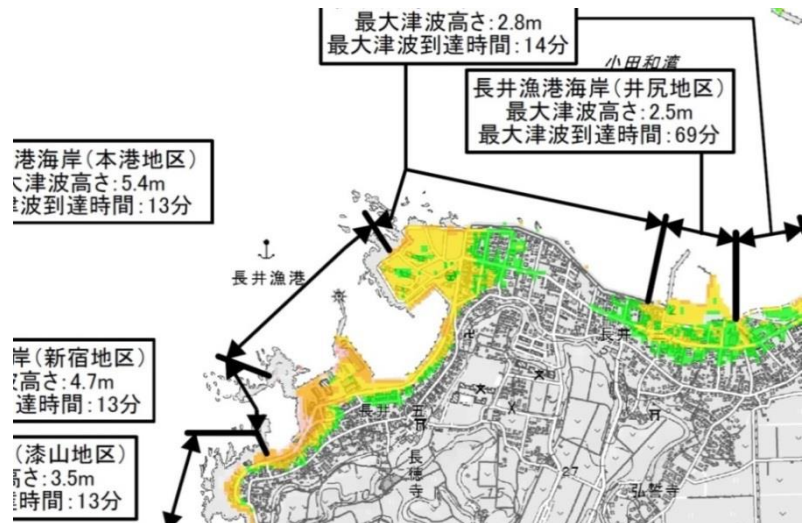 最大津波高さ:2.8m
最大津波到達時間:14分
小田和湾
長井漁港海岸(井尻地区)
最大津波高さ:2.5m
最大津波到達時間:69分
港海岸(本港地区)
大津波高さ:5.4m
津波到達時間:13分
長井漁港
岸(新宿地区)
波高さ:4.7m
達時間:13分
(漆山地区)
高さ:3.5m
達時間:13分
長井
長井
五
長徳寺
27
弘誓寺